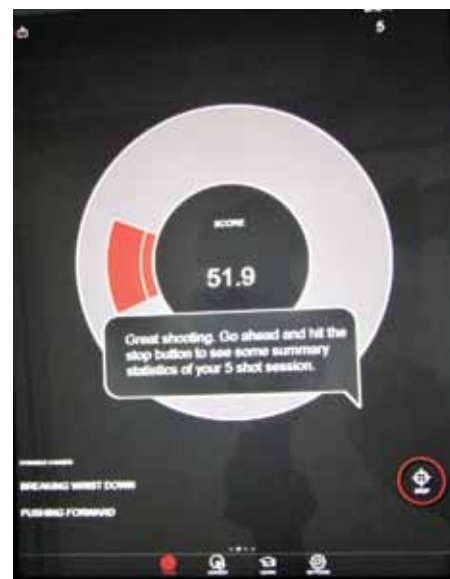 5
SCORE
51.9
Great shooting. Go ahead and hit the
stop button to see some summary
statistics of your 5 shot session.
BREAKING WRIST DOWN
PUSHING FORWARD
STOP